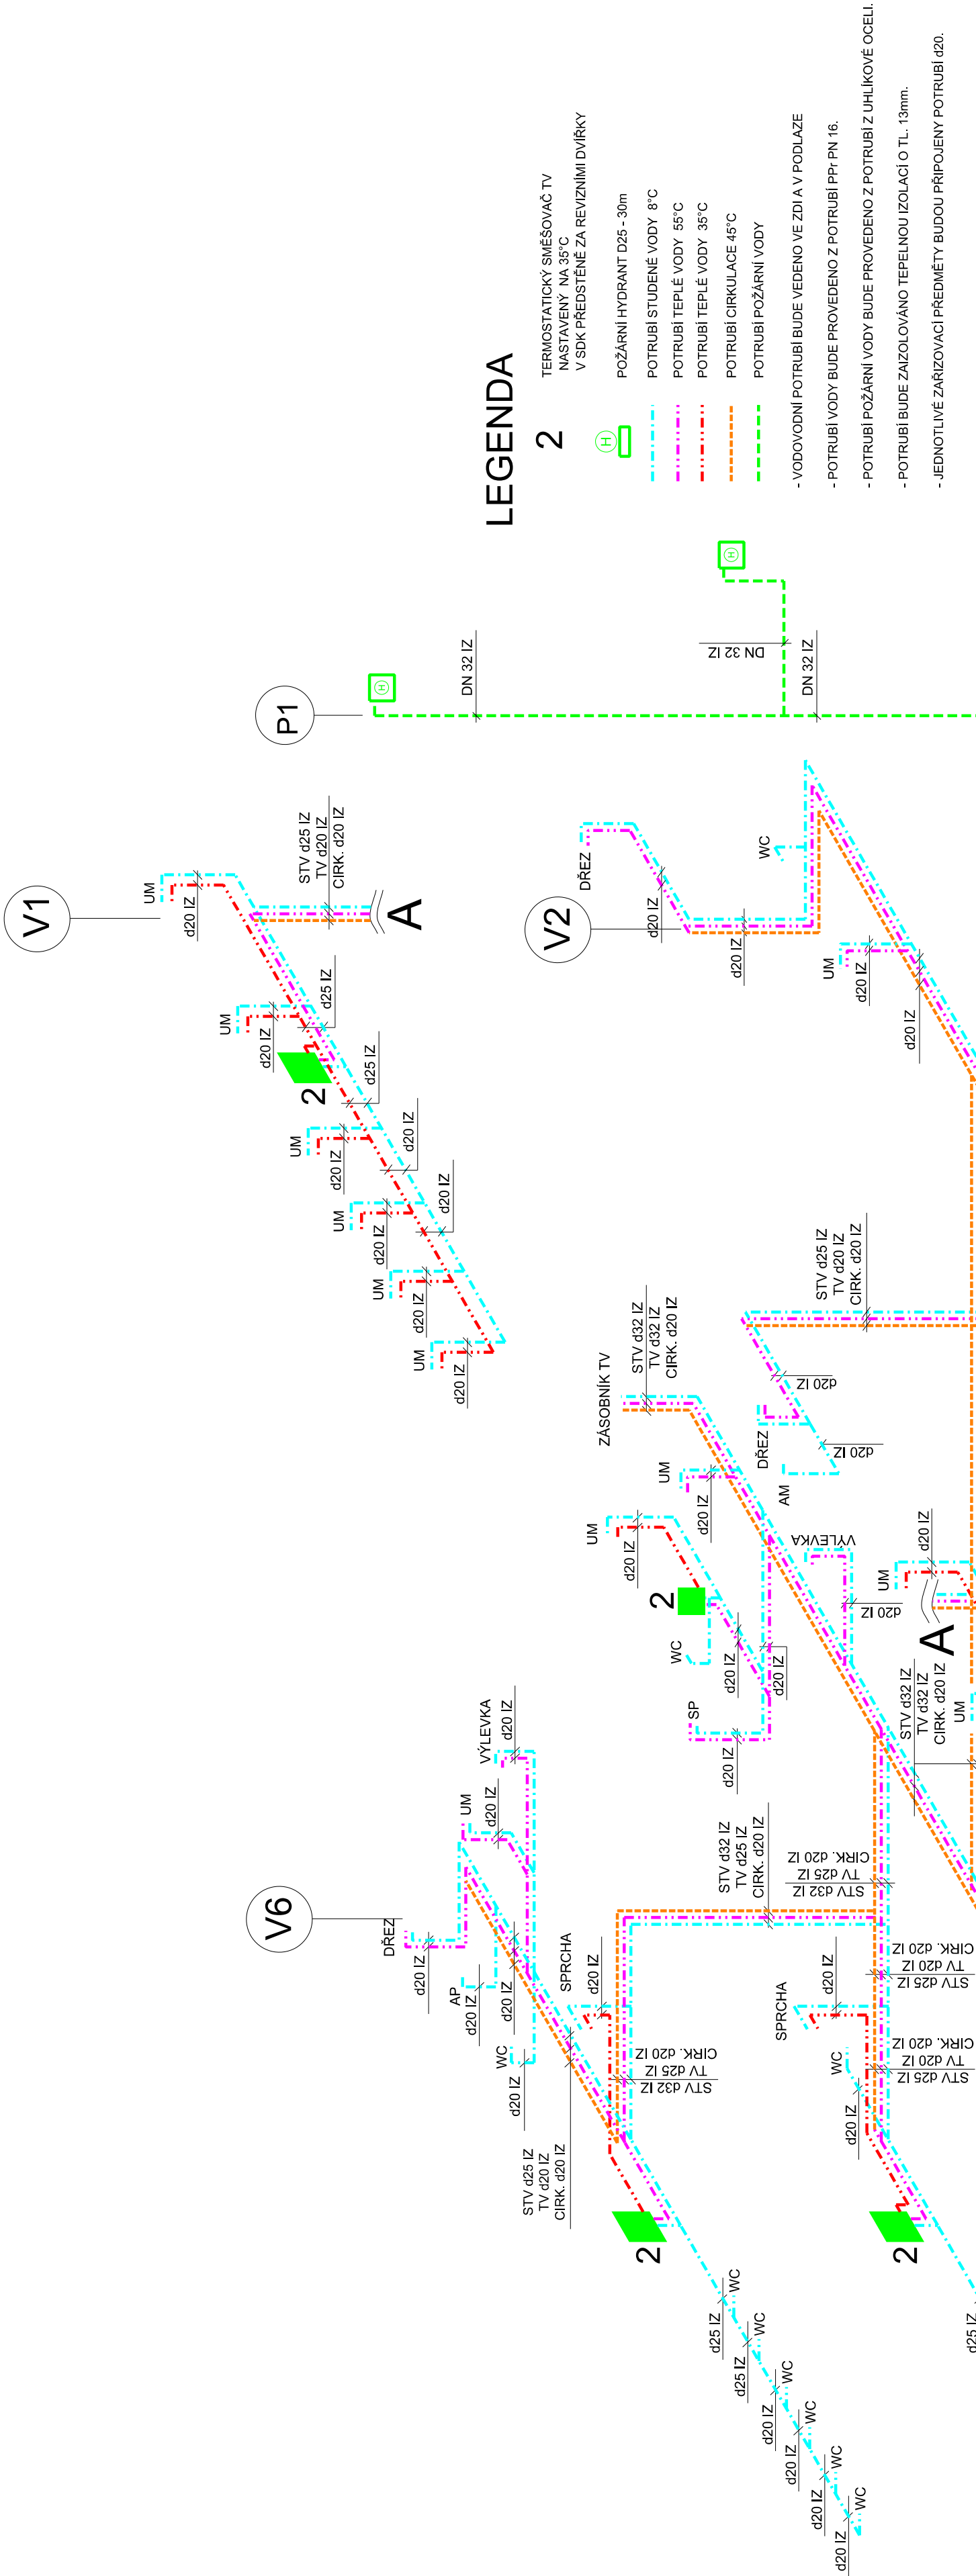 V1
UM
d20 IZ
STV d25 IZ
TV d20 IZ
CIRK. d20 IZ
A
UM
d20 IZ
d25 IZ
2
d25 IZ
UM
d20 IZ
d20 IZ
UM
d20 IZ
d20 IZ
UM
d20 IZ
UM
d20 IZ
P1
DN 32 IZ
DN 32 IZ
DN 32 IZ
H
H
LEGENDA
2
TERMOSTATICKÝ SMĚŠOVAČ TV
NASTAVENÝ NA 35°C
V SDK PŘEDSTĚNĚ ZA REVIZNÍMI DVÍŘKY
H
POŽÁRNÍ HYDRANT D25 - 30m
POTRUBÍ STUDENÉ VODY 8°C
POTRUBÍ TEPLÉ VODY 55°C
POTRUBÍ TEPLÉ VODY 35°C
POTRUBÍ CIRKULACE 45°C
POTRUBÍ POŽÁRNÍ VODY
- VODOVODNÍ POTRUBÍ BUDE VEDENO VE ZDI A V PODLAZE
- POTRUBÍ VODY BUDE PROVEDENO Z POTRUBÍ PPr PN 16.
- POTRUBÍ POŽÁRNÍ VODY BUDE PROVEDENO Z POTRUBÍ Z UHLÍKOVÉ OCELI.
- POTRUBÍ BUDE ZAIZOLOVÁNO TEPELNOU IZOLACÍ O TL. 13mm.
- JEDNOTLIVÉ ZAŘIZOVACÍ PŘEDMĚTY BUDOU PŘIPOJENY POTRUBÍ d20.
V2
DŘEZ
d20 IZ
d20 IZ
WC
UM
d20 IZ
d20 IZ
ZÁSOBNÍK TV
STV d32 IZ
TV d32 IZ
CIRK. d20 IZ
UM
d20 IZ
UM
d20 IZ
2
WC
d20 IZ
d20 IZ
SP
d20 IZ
STV d25 IZ
TV d20 IZ
CIRK. d20 IZ
d20 IZ
DŘEZ
d20 IZ
AM
VÝLEVKA
d20 IZ
UM
d20 IZ
A
STV d32 IZ
TV d32 IZ
CIRK. d20 IZ
UM
V6
DŘEZ
d20 IZ
UM
d20 IZ
VÝLEVKA
d20 IZ
AP
d20 IZ
d20 IZ
WC
d20 IZ
SPRCHA
d20 IZ
STV d25 IZ
TV d20 IZ
CIRK. d20 IZ
STV d32 IZ
TV d25 IZ
CIRK. d20 IZ
STV d32 IZ
TV d25 IZ
CIRK. d20 IZ
STV d32 IZ
TV d25 IZ
CIRK. d20 IZ
STV d25 IZ
TV d20 IZ
CIRK. d20 IZ
STV d25 IZ
TV d20 IZ
CIRK. d20 IZ
SPRCHA
d20 IZ
WC
d20 IZ
2
2
d25 IZ
WC
d25 IZ
WC
d20 IZ
WC
d20 IZ
WC
d20 IZ
WC
d20 IZ
WC
d25 IZ